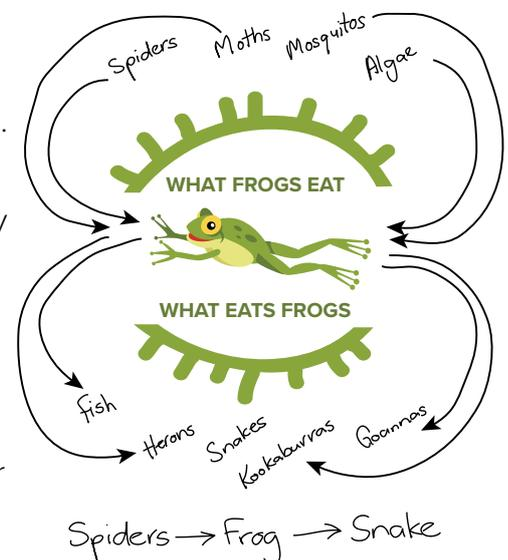 Spiders
Moths
Mosquitos
Algae
WHAT FROGS EAT
WHAT EATS FROGS
Fish
Herons
Snakes
Kookaburras
Goannas
Spiders → Frog → Snake